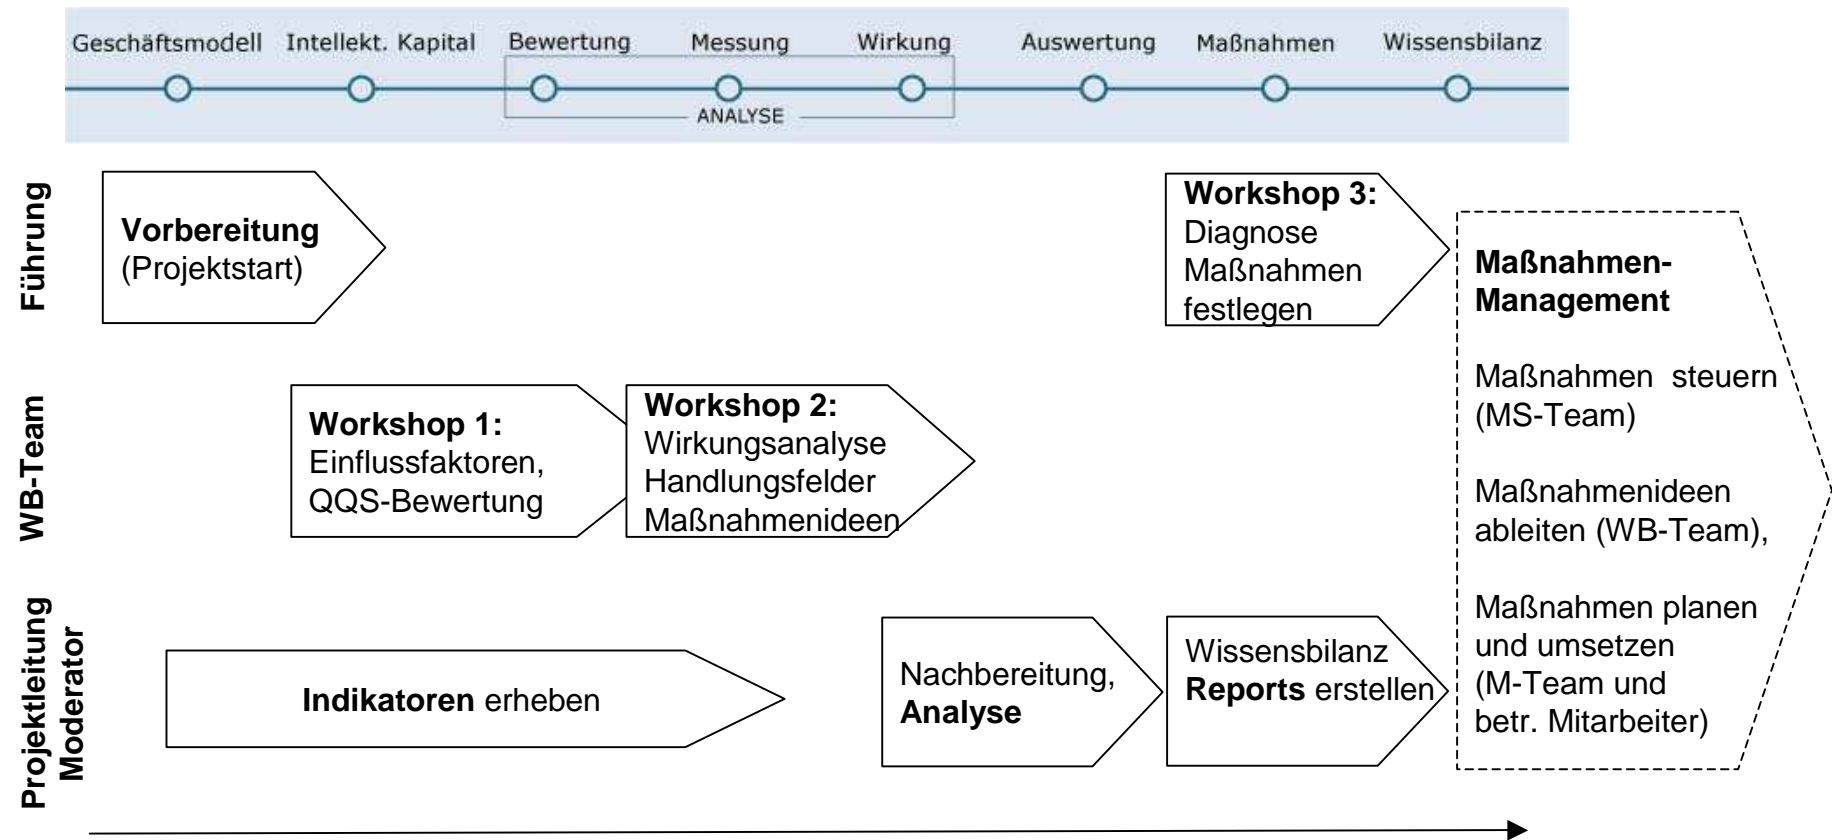 Geschäftsmodell Intellekt. Kapital Bewertung Messung Wirkung Auswertung Maßnahmen Wissensbilanz
ANALYSE
Führung
Vorbereitung
(Projektstart)
Workshop 3:
Diagnose
Maßnahmen
festlegen
WB-Team
Workshop 1:
Einflussfaktoren,
QQS-Bewertung
Workshop 2:
Wirkungsanalyse
Handlungsfelder
Maßnahmenideen
Projektleitung
Moderator
Indikatoren erheben
Nachbereitung,
Analyse
Wissensbilanz
Reports erstellen
Maßnahmen-
Management
Maßnahmen steuern
(MS-Team)
Maßnahmenideen
ableiten (WB-Team),
Maßnahmen planen
und umsetzen
(M-Team und
betr. Mitarbeiter)